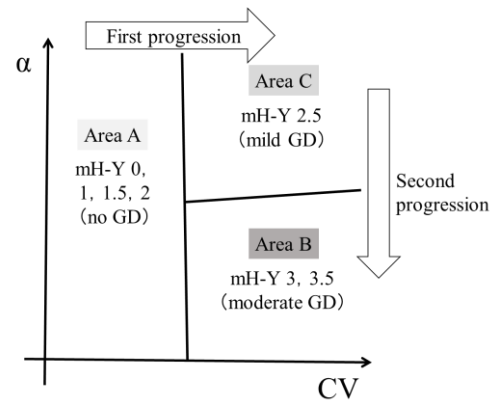 First progression
α
Area C
mH-Y 2.5
(mild GD)
Area A
mH-Y 0,
1, 1.5, 2
(no GD)
Second
progression
Area B
mH-Y 3, 3.5
(moderate GD)
CV